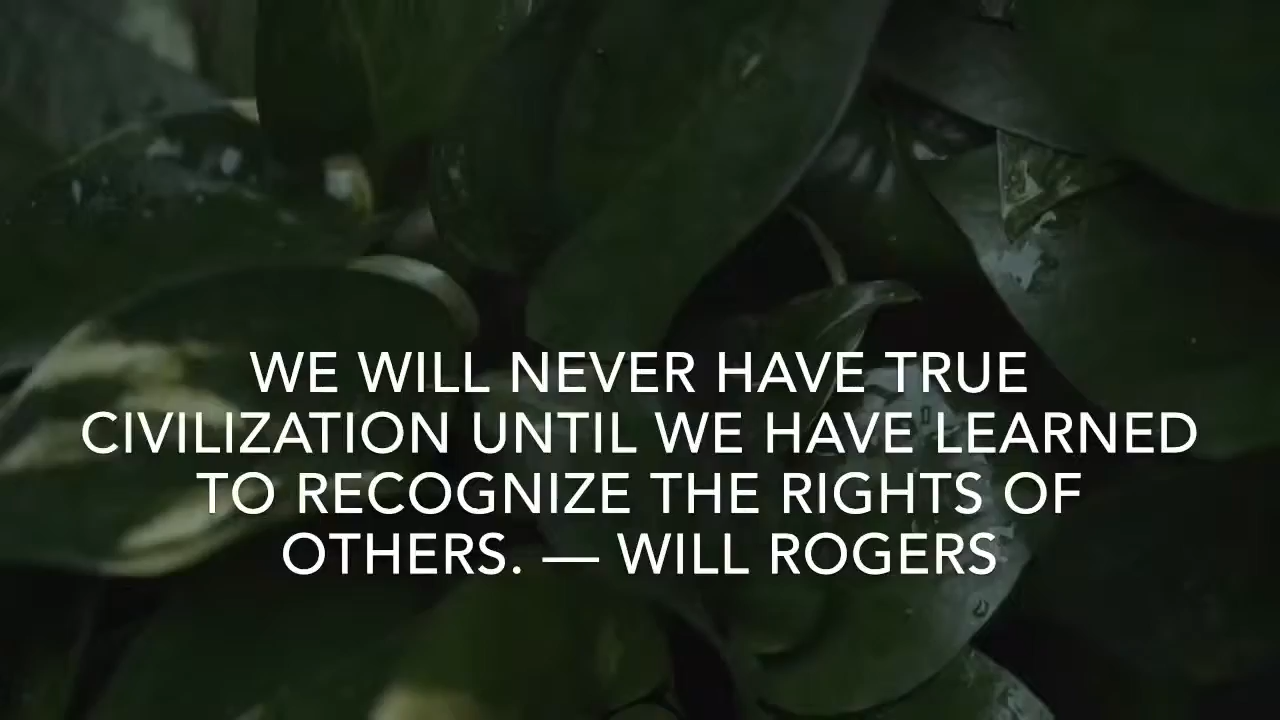 WE WILL NEVER HAVE TRUE
CIVILIZATION UNTIL WE HAVE LEARNED
TO RECOGNIZE THE RIGHTS OF
OTHERS. — WILL ROGERS